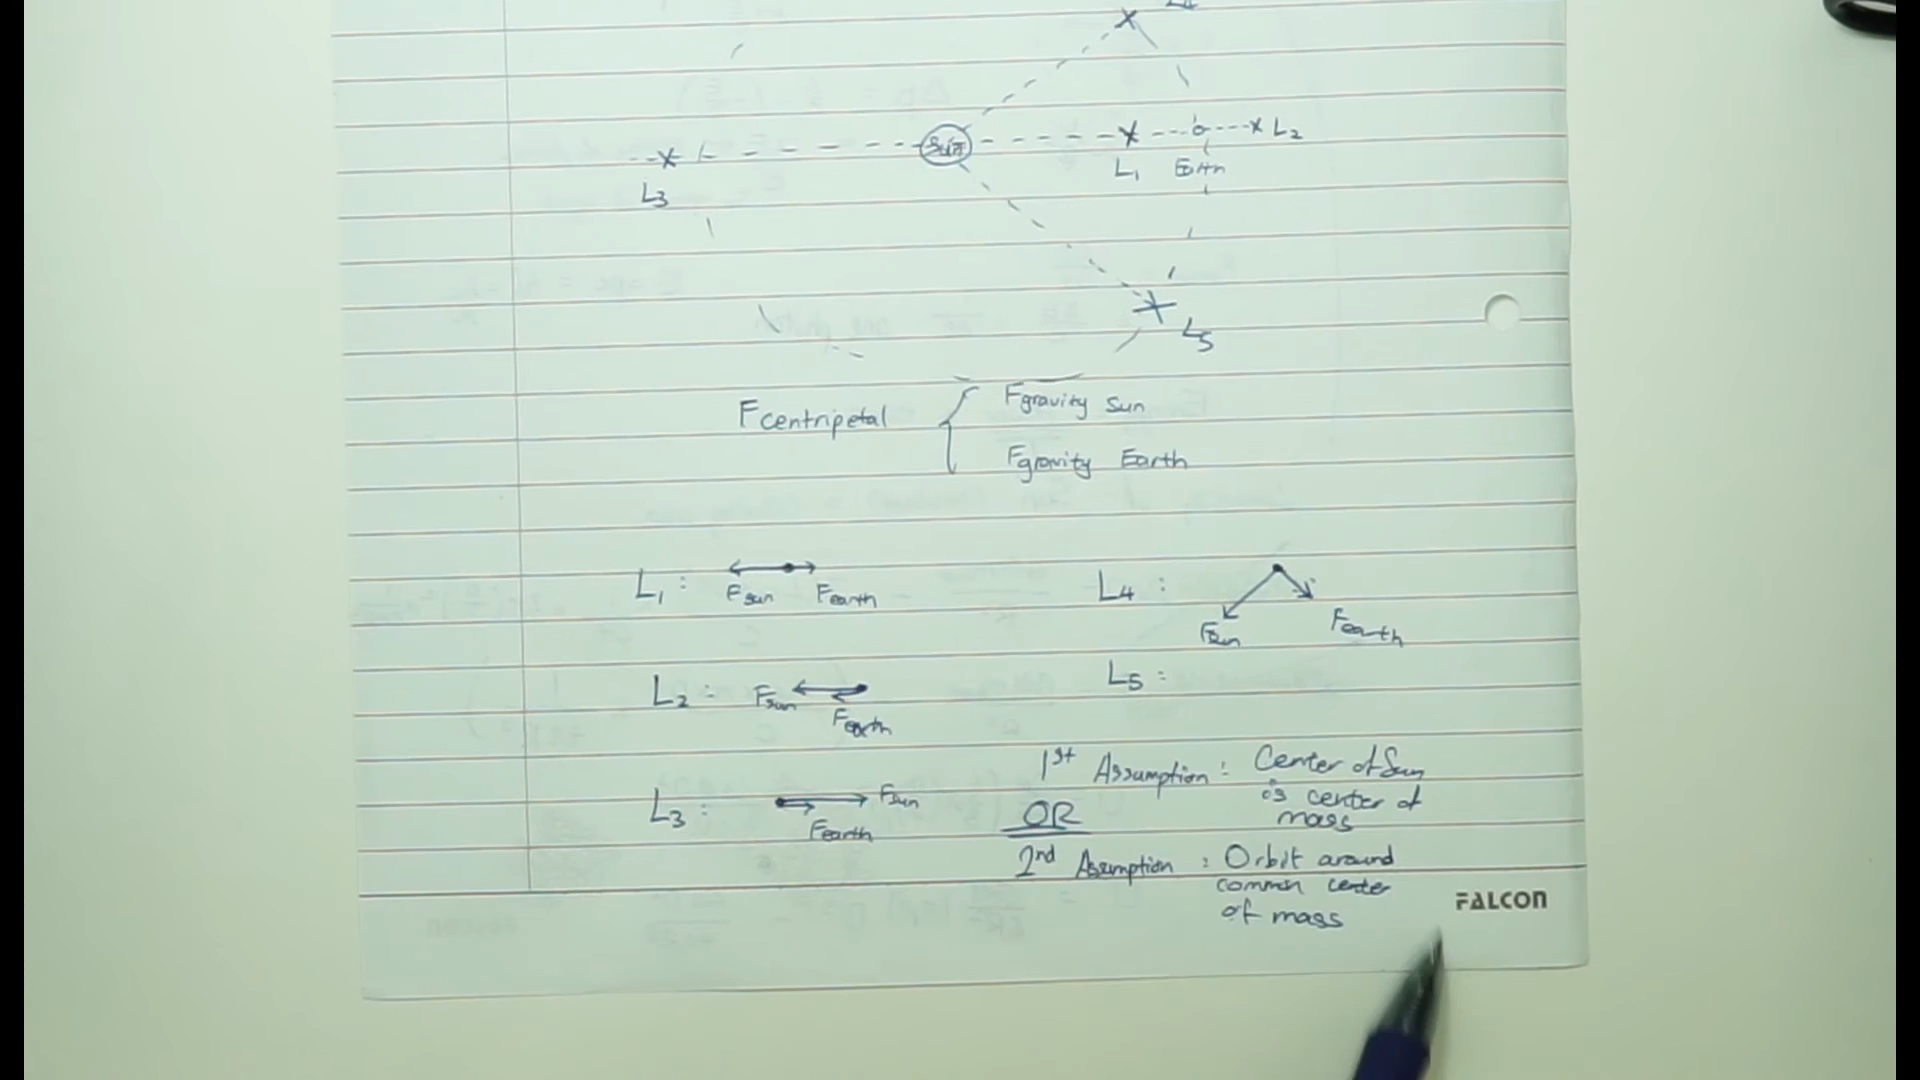 Sun
L2
L1
Earth
L3
L5
Fcentripetal
Fgravity Sun
Fgravity Earth
L1 :
Fsun
Fearth
L4 :
Fsun
Fearth
L2 :
Fsun
Fearth
L5 :
L3 :
Fsun
Fearth
1st Assumption : Center of Sun
is center of
mass
OR
2nd Assumption : Orbit around
common center
of mass
FALCON